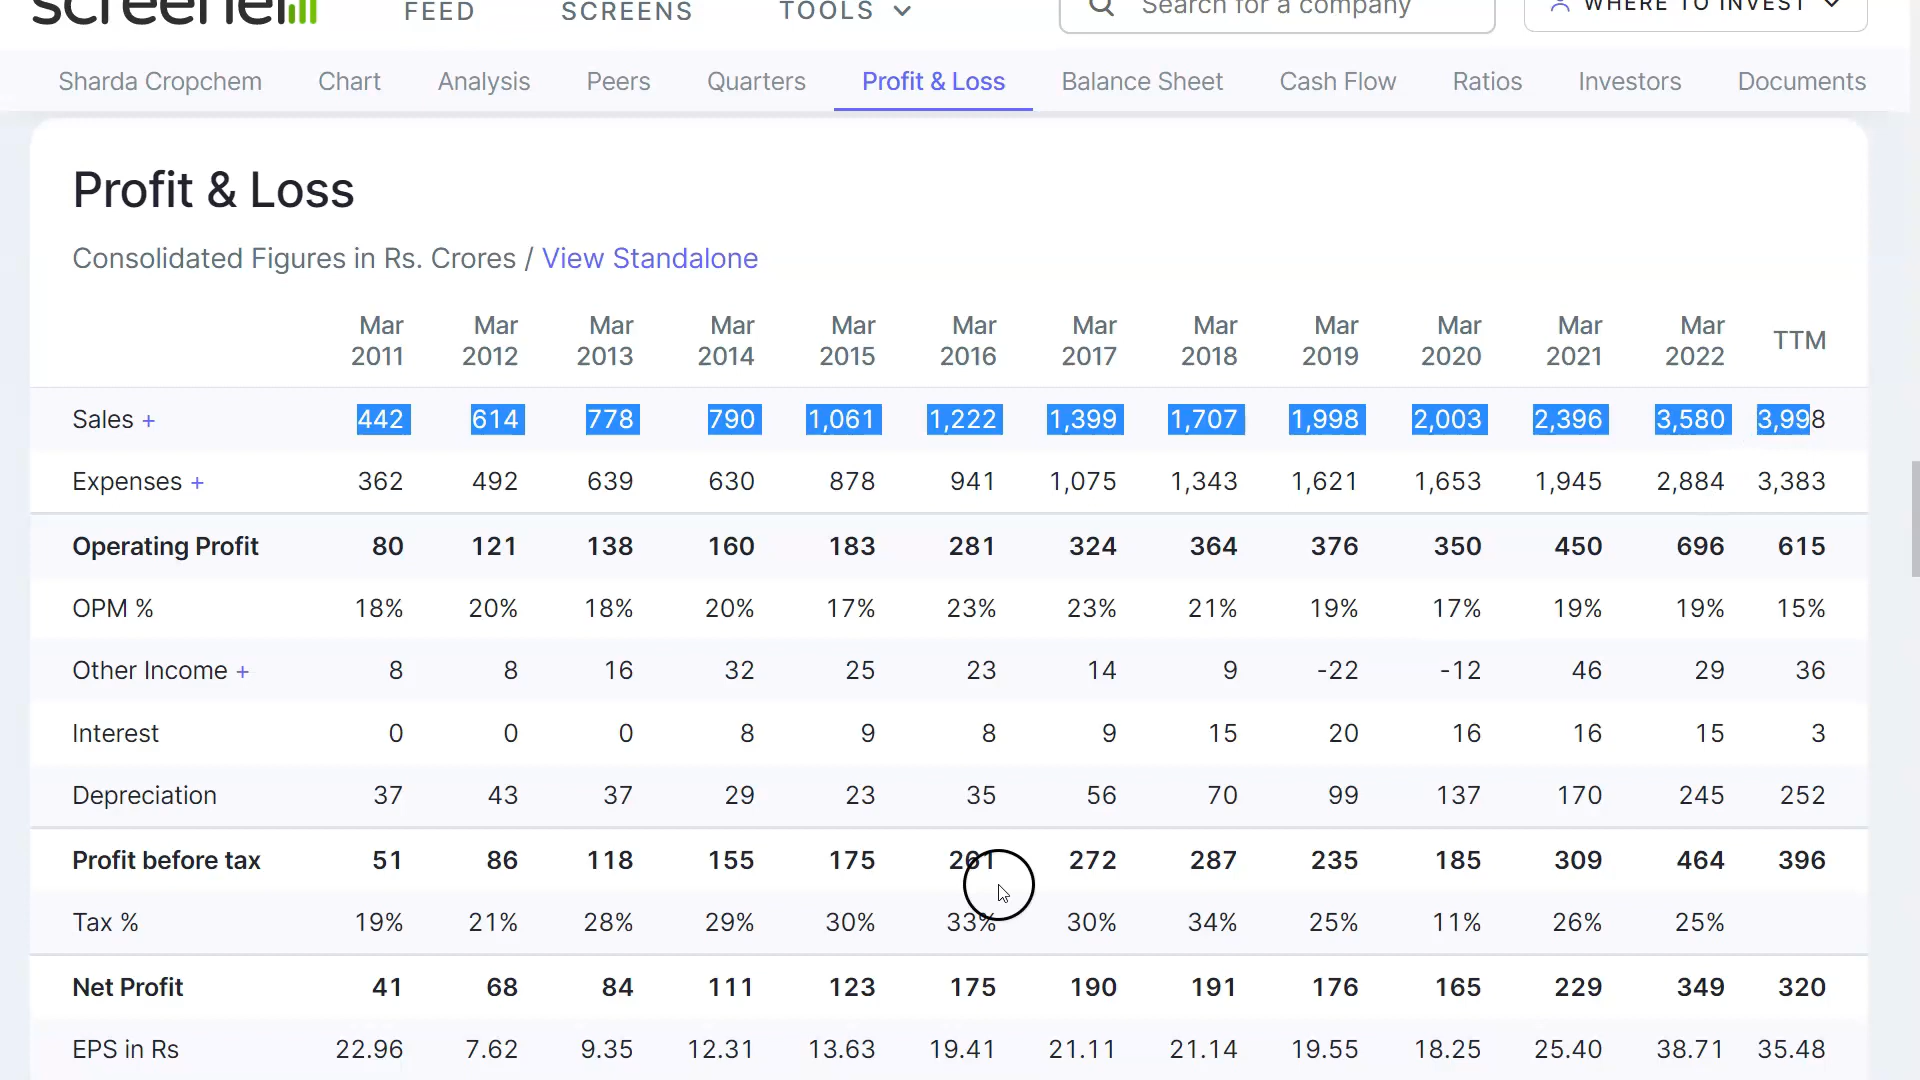 screener
FEED SCREENS TOOLS Search for a company WHERE TO INVEST
Sharda Cropchem Chart Analysis Peers Quarters Profit & Loss Balance Sheet Cash Flow Ratios Investors Documents
Profit & Loss
Consolidated Figures in Rs. Crores / View Standalone
Mar 2011 Mar 2012 Mar 2013 Mar 2014 Mar 2015 Mar 2016 Mar 2017 Mar 2018 Mar 2019 Mar 2020 Mar 2021 Mar 2022 TTM
Sales + 442 614 778 790 1,061 1,222 1,399 1,707 1,998 2,003 2,396 3,580 3,998
Expenses + 362 492 639 630 878 941 1,075 1,343 1,621 1,653 1,945 2,884 3,383
Operating Profit 80 121 138 160 183 281 324 364 376 350 450 696 615
OPM % 18% 20% 18% 20% 17% 23% 23% 21% 19% 17% 19% 19% 15%
Other Income + 8 8 16 32 25 23 14 9 -22 -12 46 29 36
Interest 0 0 0 8 9 8 9 15 20 16 16 15 3
Depreciation 37 43 37 29 23 35 56 70 99 137 170 245 252
Profit before tax 51 86 118 155 175 261 272 287 235 185 309 464 396
Tax % 19% 21% 28% 29% 30% 33% 30% 34% 25% 11% 26% 25%
Net Profit 41 68 84 111 123 175 190 191 176 165 229 349 320
EPS in Rs 22.96 7.62 9.35 12.31 13.63 19.41 21.11 21.14 19.55 18.25 25.40 38.71 35.48